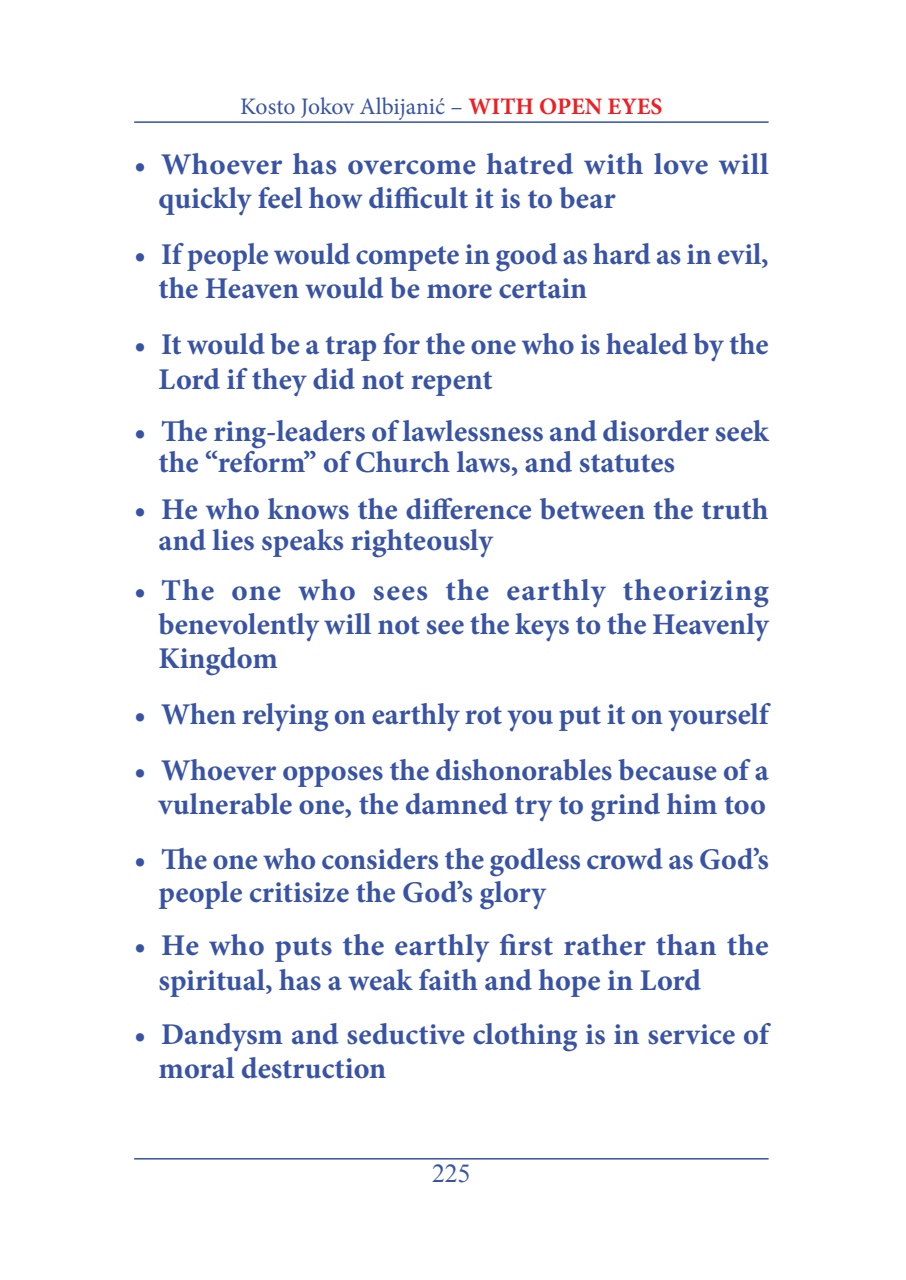 Kosto Jokov Albijanić – WITH OPEN EYES
• Whoever has overcome hatred with love will
quickly feel how difficult it is to bear
• If people would compete in good as hard as in evil,
the Heaven would be more certain
• It would be a trap for the one who is healed by the
Lord if they did not repent
• The ring-leaders of lawlessness and disorder seek
the “reform” of Church laws, and statutes
• He who knows the difference between the truth
and lies speaks righteously
• The one who sees the earthly theorizing
benevolently will not see the keys to the Heavenly
Kingdom
• When relying on earthly rot you put it on yourself
• Whoever opposes the dishonorables because of a
vulnerable one, the damned try to grind him too
• The one who considers the godless crowd as God’s
people critisize the God’s glory
• He who puts the earthly first rather than the
spiritual, has a weak faith and hope in Lord
• Dandysm and seductive clothing is in service of
moral destruction
225